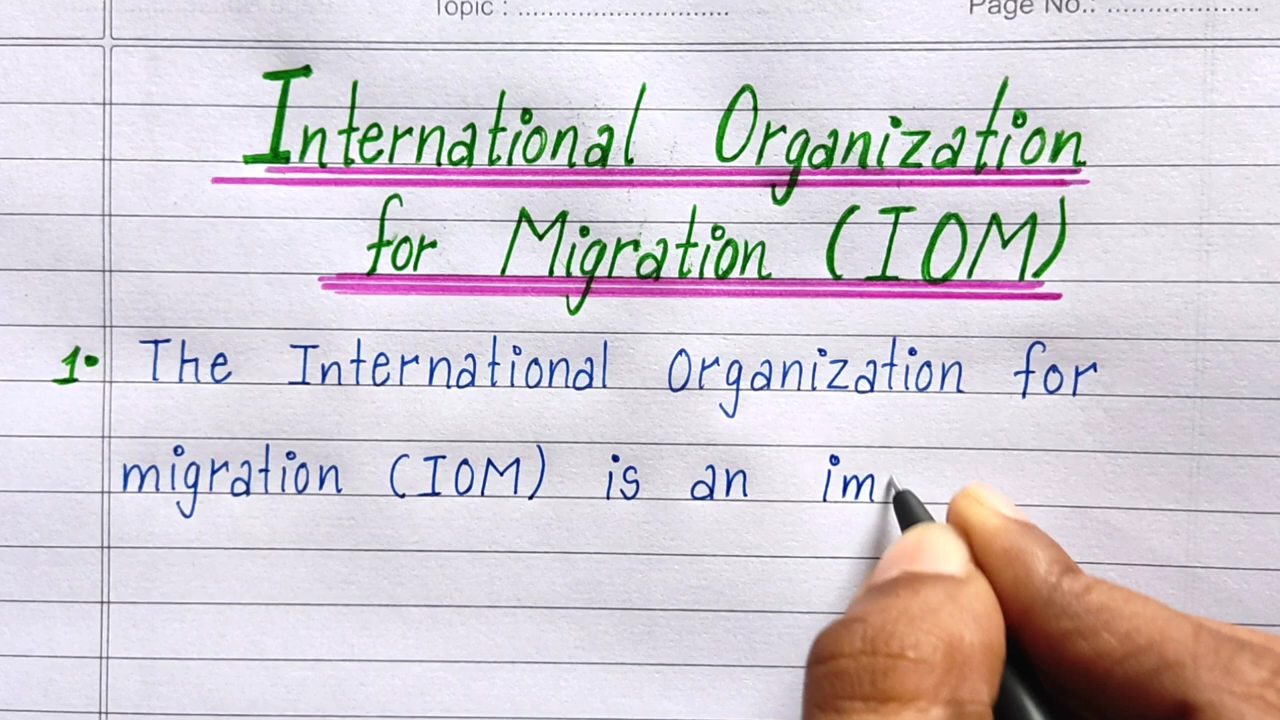 Topic : ..............................
Page No.: .....................
International Organization
for Migration (IOM)
1. The International Organization for
migration (IOM) is an im